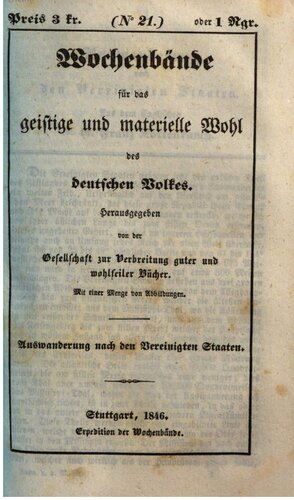 Preis 3 kr. (No 21.) oder 1 Ngr.
Wochenbände
für das
geistige und materielle Wohl
des
deutschen Volkes.
Herausgegeben
von der
Gesellschaft zur Verbreitung guter und
wohlfeiler Bücher.
Mit einer Menge von Abbildungen.
Auswanderung nach den Vereinigten Staaten.
Stuttgart, 1846.
Expedition der Wochenbände.